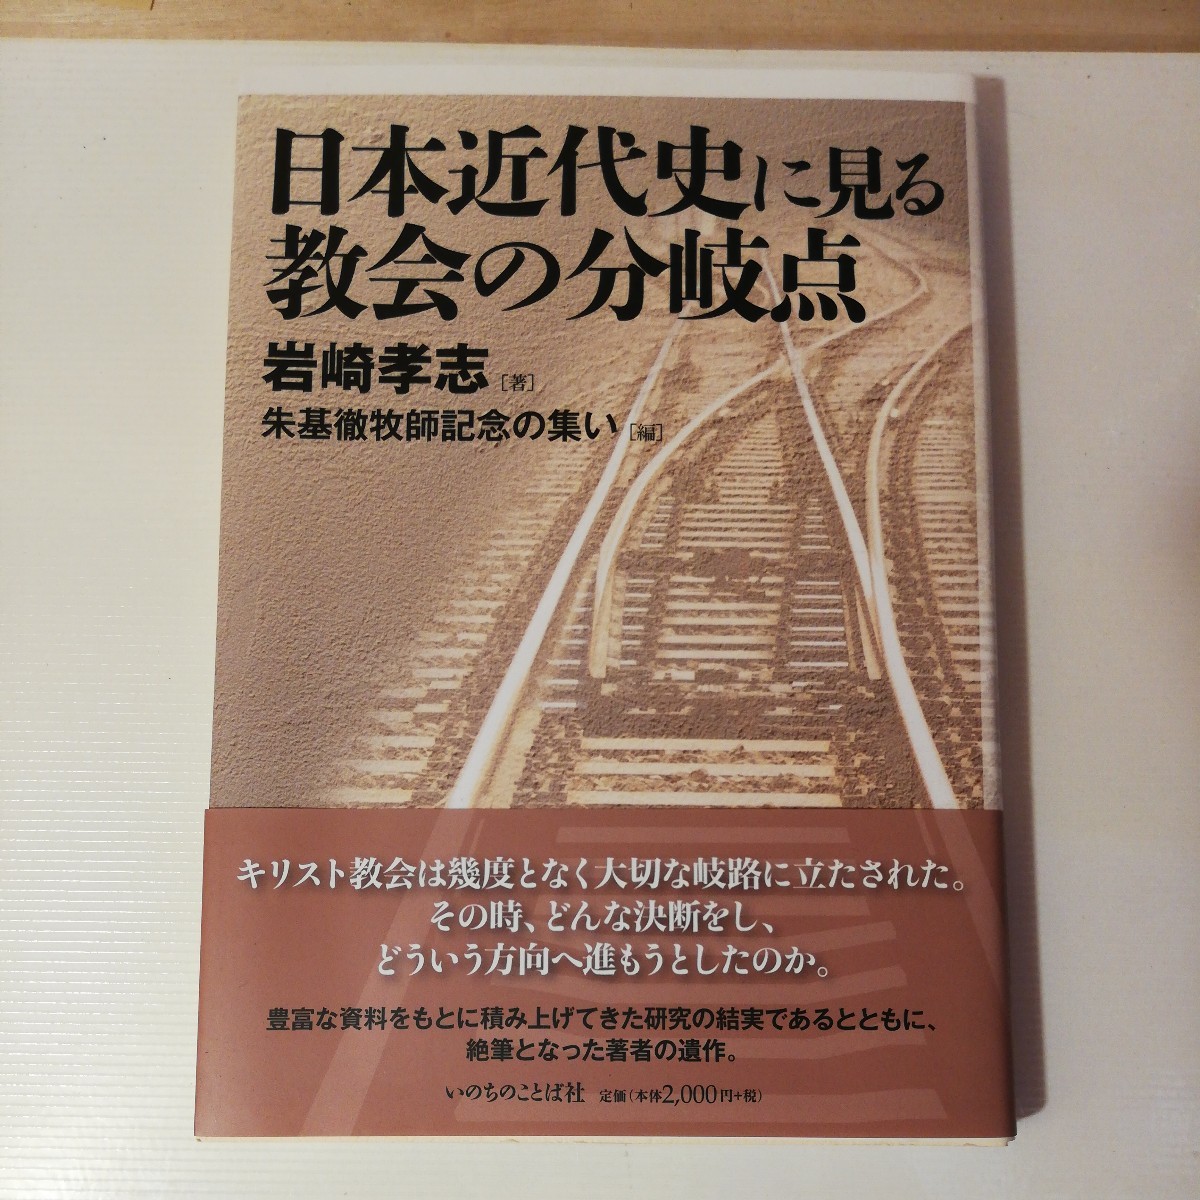 日本近代史に見る
教会の分岐点
岩崎孝志[著]
朱基徹牧師記念の集い[編]
キリスト教会は幾度となく大切な岐路に立たされた。
その時、どんな決断をし、
どういう方向へ進もうとしたのか。
豊富な資料をもとに積み上げてきた研究の結実であるとともに、
絶筆となった著者の遺作。
いのちのことば社 定価(本体2,000円+税)